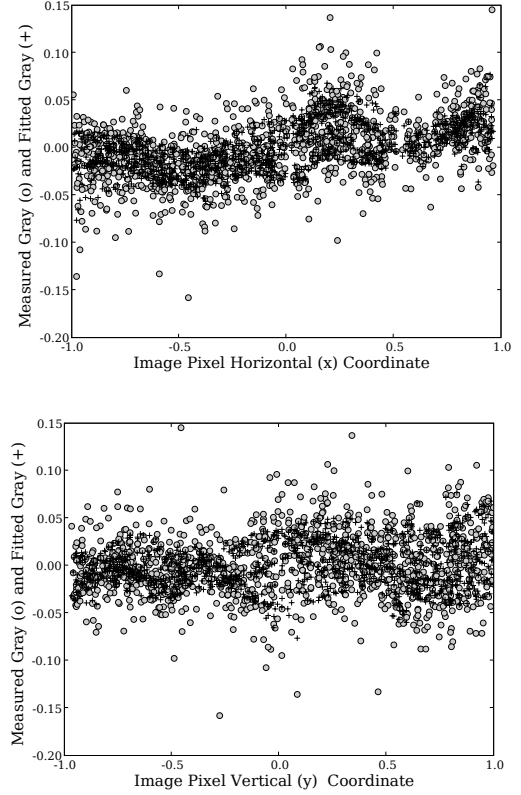 0.15
0.10
0.05
0.00
-0.05
-0.10
-0.15
-0.20
Measured Gray (o) and Fitted Gray (+)
-1.0 -0.5 0.0 0.5 1.0
Image Pixel Horizontal (x) Coordinate
0.15
0.10
0.05
0.00
-0.05
-0.10
-0.15
-0.20
Measured Gray (o) and Fitted Gray (+)
-1.0 -0.5 0.0 0.5 1.0
Image Pixel Vertical (y) Coordinate